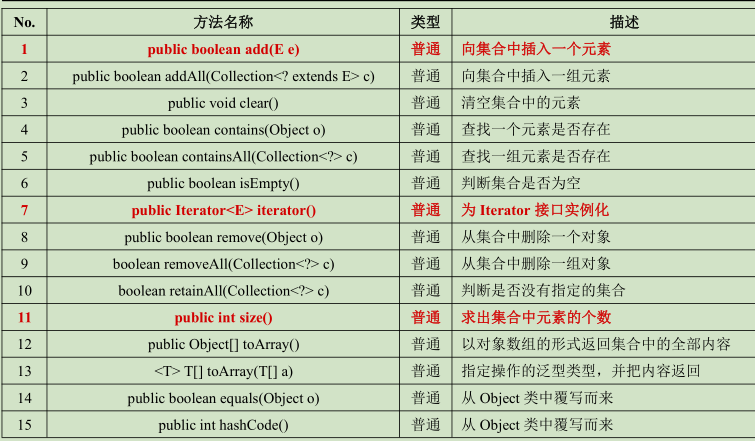 No. 方法名称 类型 描述
1 public boolean add(E e) 普通 向集合中插入一个元素
2 public boolean addAll(Collection<? extends E> c) 普通 向集合中插入一组元素
3 public void clear() 普通 清空集合中的元素
4 public boolean contains(Object o) 普通 查找一个元素是否存在
5 public boolean containsAll(Collection<?> c) 普通 查找一组元素是否存在
6 public boolean isEmpty() 普通 判断集合是否为空
7 public Iterator<E> iterator() 普通 为 Iterator 接口实例化
8 public boolean remove(Object o) 普通 从集合中删除一个对象
9 boolean removeAll(Collection<?> c) 普通 从集合中删除一组对象
10 boolean retainAll(Collection<?> c) 普通 判断是否没有指定的集合
11 public int size() 普通 求出集合中元素的个数
12 public Object[] toArray() 普通 以对象数组的形式返回集合中的全部内容
13 <T> T[] toArray(T[] a) 普通 指定操作的泛型类型，并把内容返回
14 public boolean equals(Object o) 普通 从 Object 类中覆写而来
15 public int hashCode() 普通 从 Object 类中覆写而来